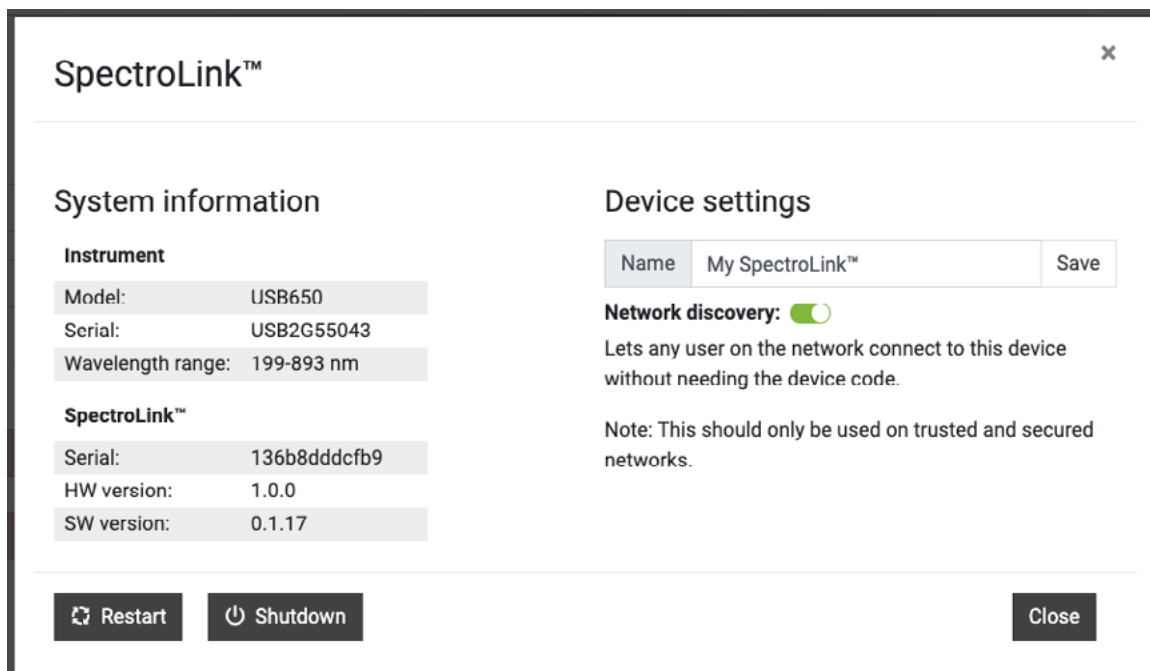 SpectroLink™
×
System information
Instrument
Model: USB650
Serial: USB2G55043
Wavelength range: 199-893 nm
SpectroLink™
Serial: 136b8dddcfb9
HW version: 1.0.0
SW version: 0.1.17
Device settings
Name My SpectroLink™ Save
Network discovery:
Lets any user on the network connect to this device
without needing the device code.
Note: This should only be used on trusted and secured
networks.
Restart Shutdown Close